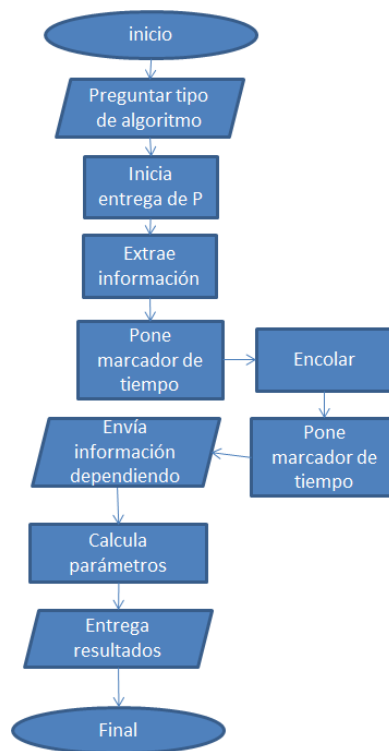 inicio
Preguntar tipo
de algoritmo
Inicia
entrega de P
Extrae
información
Pone
marcador de
tiempo
Encolar
Pone
marcador de
tiempo
Envía
información
dependiendo
Calcula
parámetros
Entrega
resultados
Final